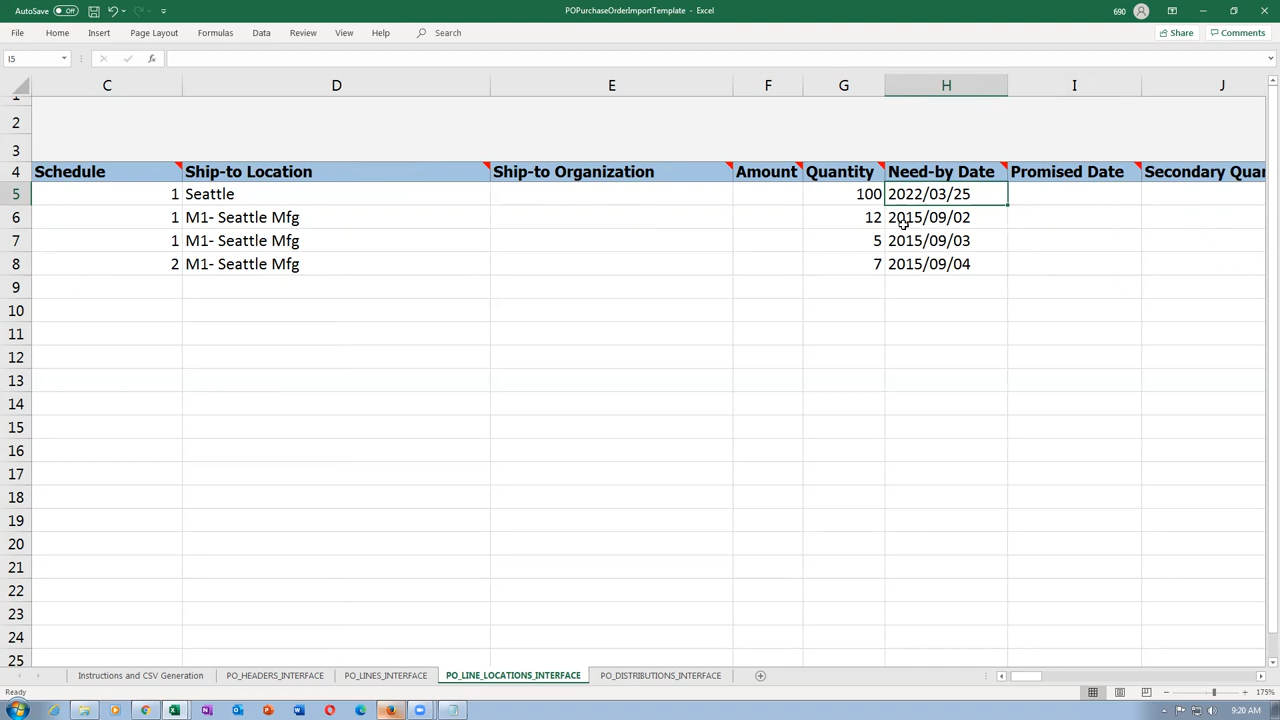 AutoSave Off POPurchaseOrderImportTemplate - Excel 690
File Home Insert Page Layout Formulas Data Review View Help Search Share Comments
I5 fx
C D E F G H I J
1
2
3
4 Schedule Ship-to Location Ship-to Organization Amount Quantity Need-by Date Promised Date Secondary Quar
5 1 Seattle 100 2022/03/25
6 1 M1- Seattle Mfg 12 2015/09/02
7 1 M1- Seattle Mfg 5 2015/09/03
8 2 M1- Seattle Mfg 7 2015/09/04
9
10
11
12
13
14
15
16
17
18
19
20
21
22
23
24
25
Instructions and CSV Generation PO_HEADERS_INTERFACE PO_LINES_INTERFACE PO_LINE_LOCATIONS_INTERFACE PO_DISTRIBUTIONS_INTERFACE
Ready 175%
9:20 AM